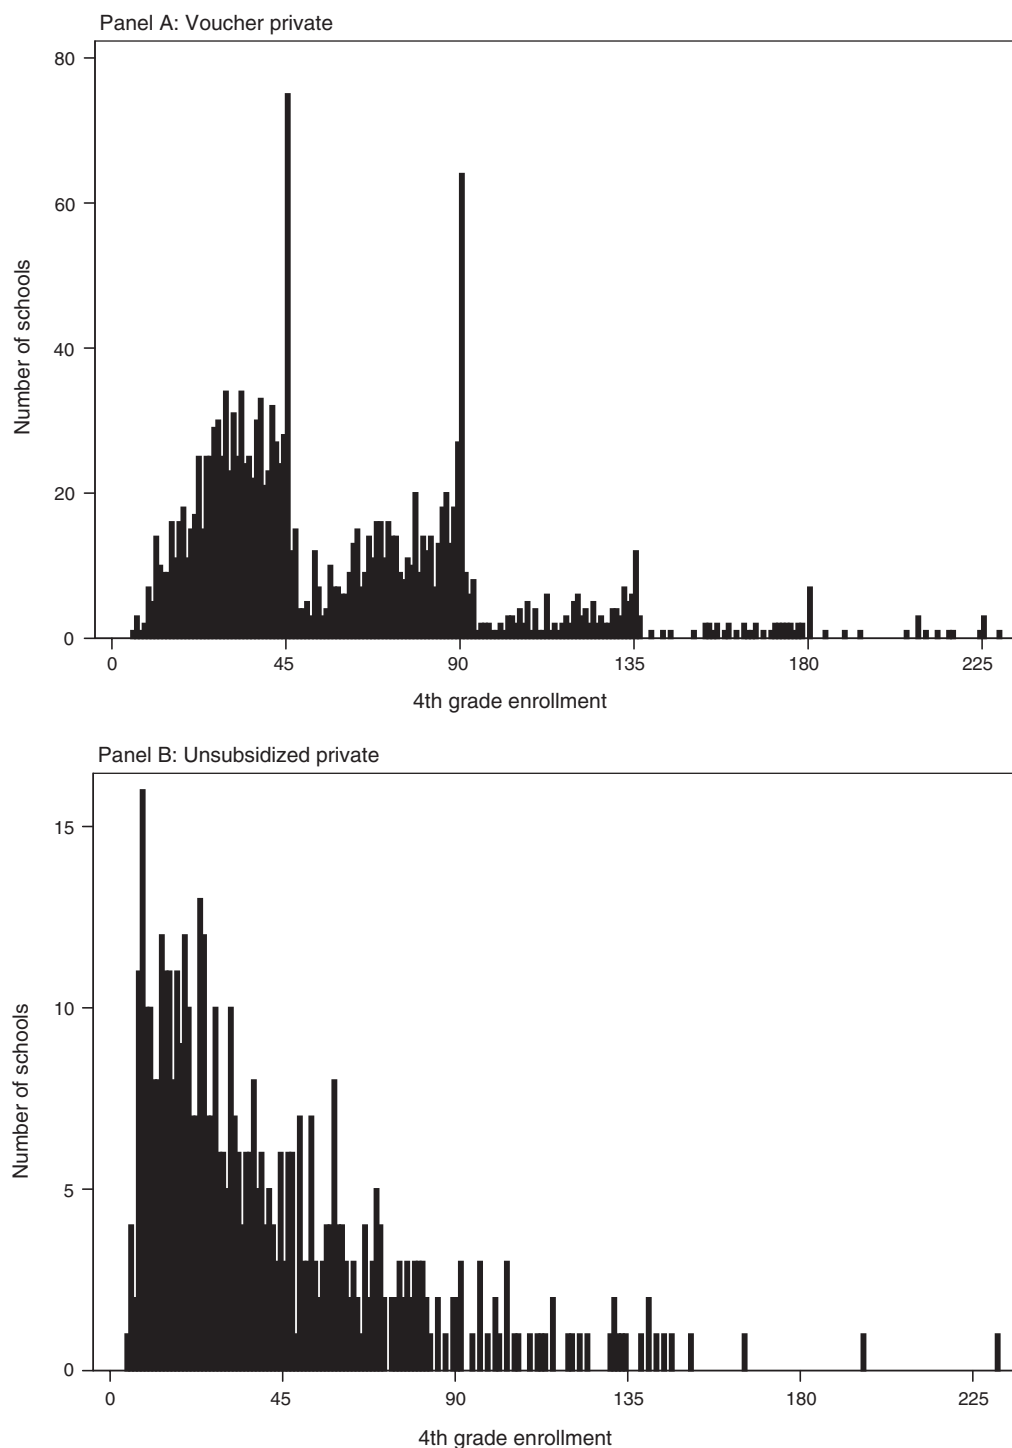 Panel A: Voucher private
80
60
40
20
0
Number of schools
0 45 90 135 180 225
4th grade enrollment
Panel B: Unsubsidized private
15
10
5
0
Number of schools
0 45 90 135 180 225
4th grade enrollment